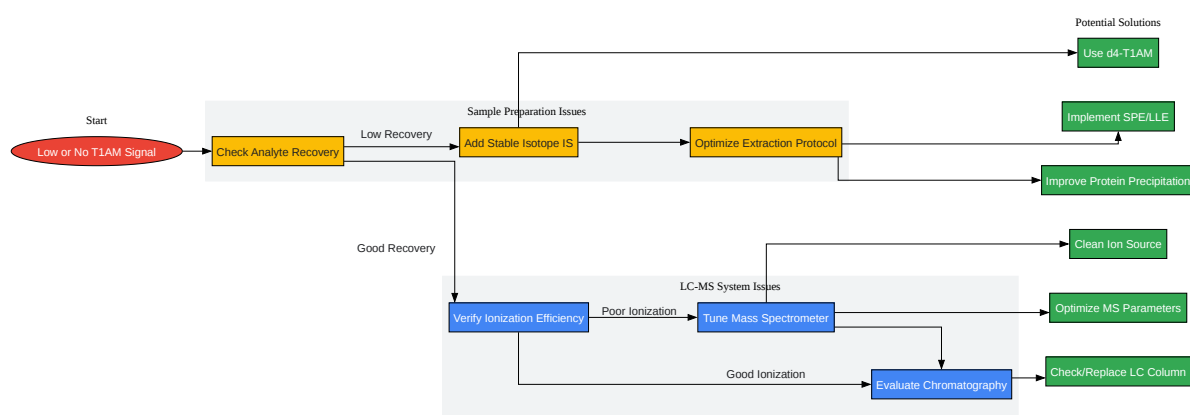 Potential Solutions
Use d4-T1AM
Sample Preparation Issues
Implement SPE/LLE
Start
Low Recovery
Low or No T1AM Signal
Check Analyte Recovery
Add Stable Isotope IS
Optimize Extraction Protocol
Improve Protein Precipitation
Good Recovery
Clean Ion Source
LC-MS System Issues
Verify Ionization Efficiency
Poor Ionization
Tune Mass Spectrometer
Optimize MS Parameters
Good Ionization
Evaluate Chromatography
Check/Replace LC Column